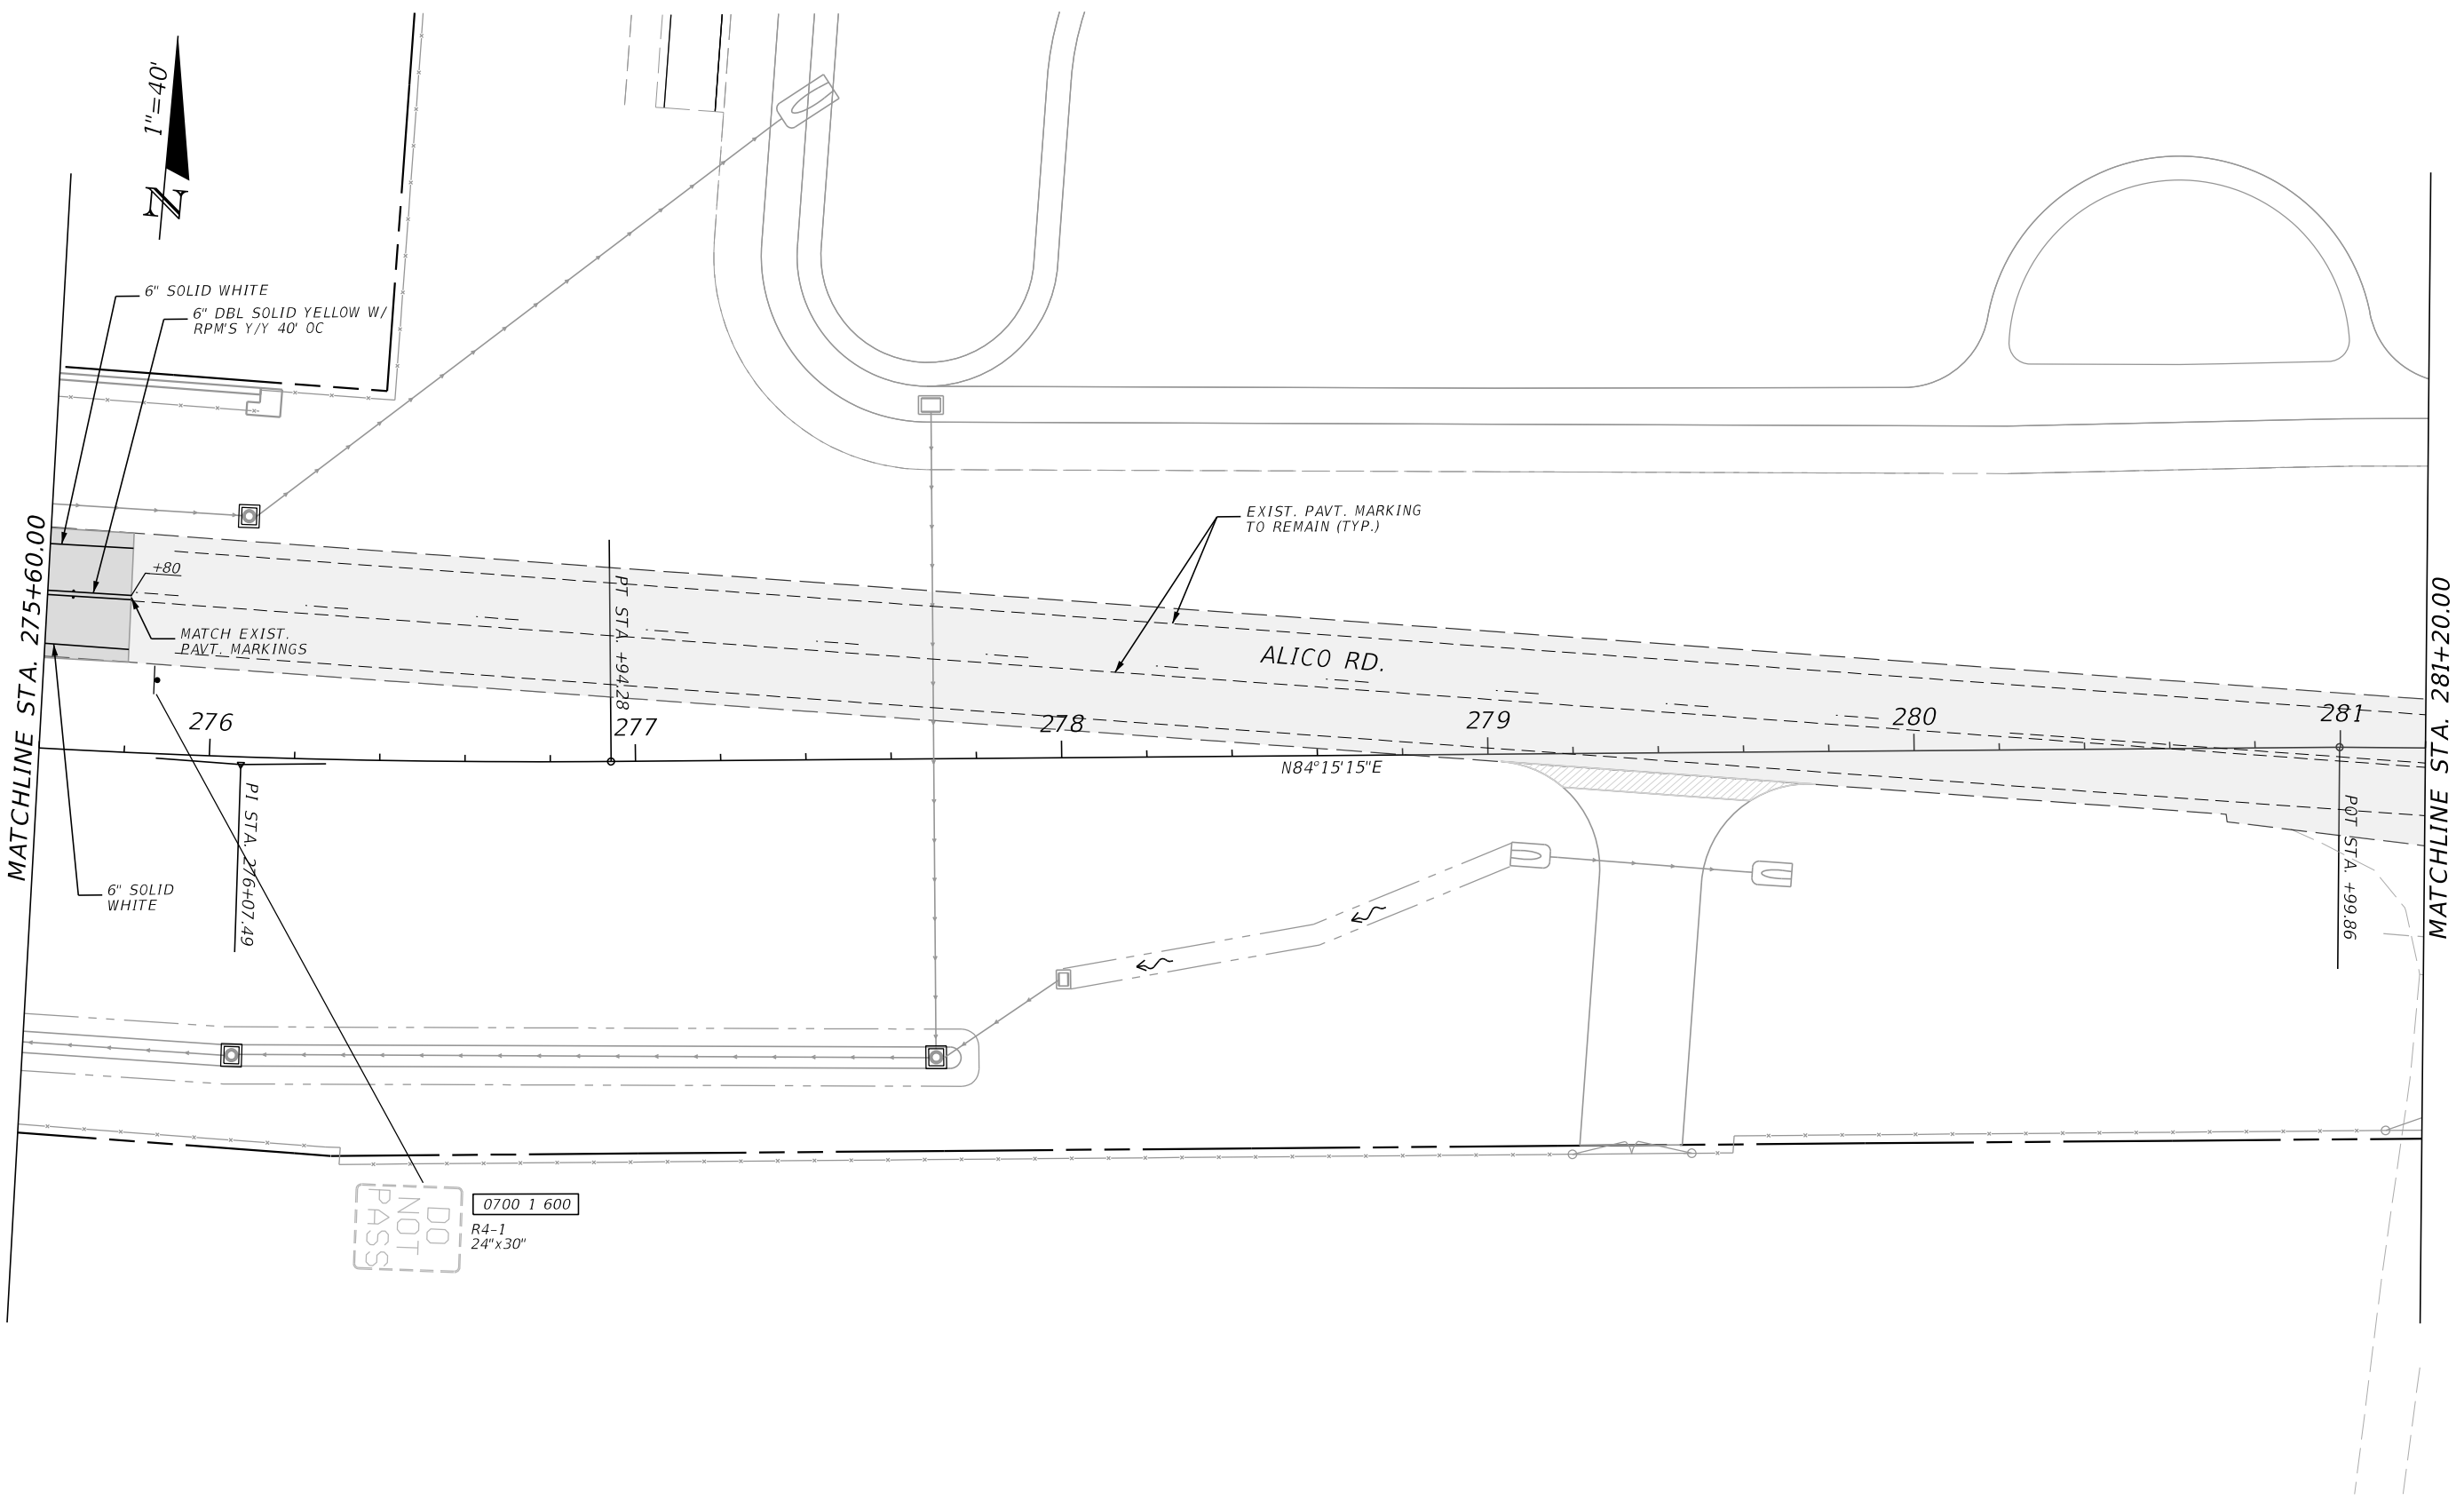 1"=40'
N
6" SOLID WHITE
6" DBL SOLID YELLOW W/
RPM'S Y/Y 40' OC
MATCHLINE STA. 275+60.00
+80
MATCH EXIST.
PAVT. MARKINGS
EXIST. PAVT. MARKING
TO REMAIN (TYP.)
ALICO RD.
PT STA. +94.28
276
277
278
279
280
281
N84°15'15"E
PI STA. 276+07.49
POT STA. +99.86
MATCHLINE STA. 281+20.00
6" SOLID
WHITE
DO
NOT
PASS
0700 1 600
R4-1
24"x30"